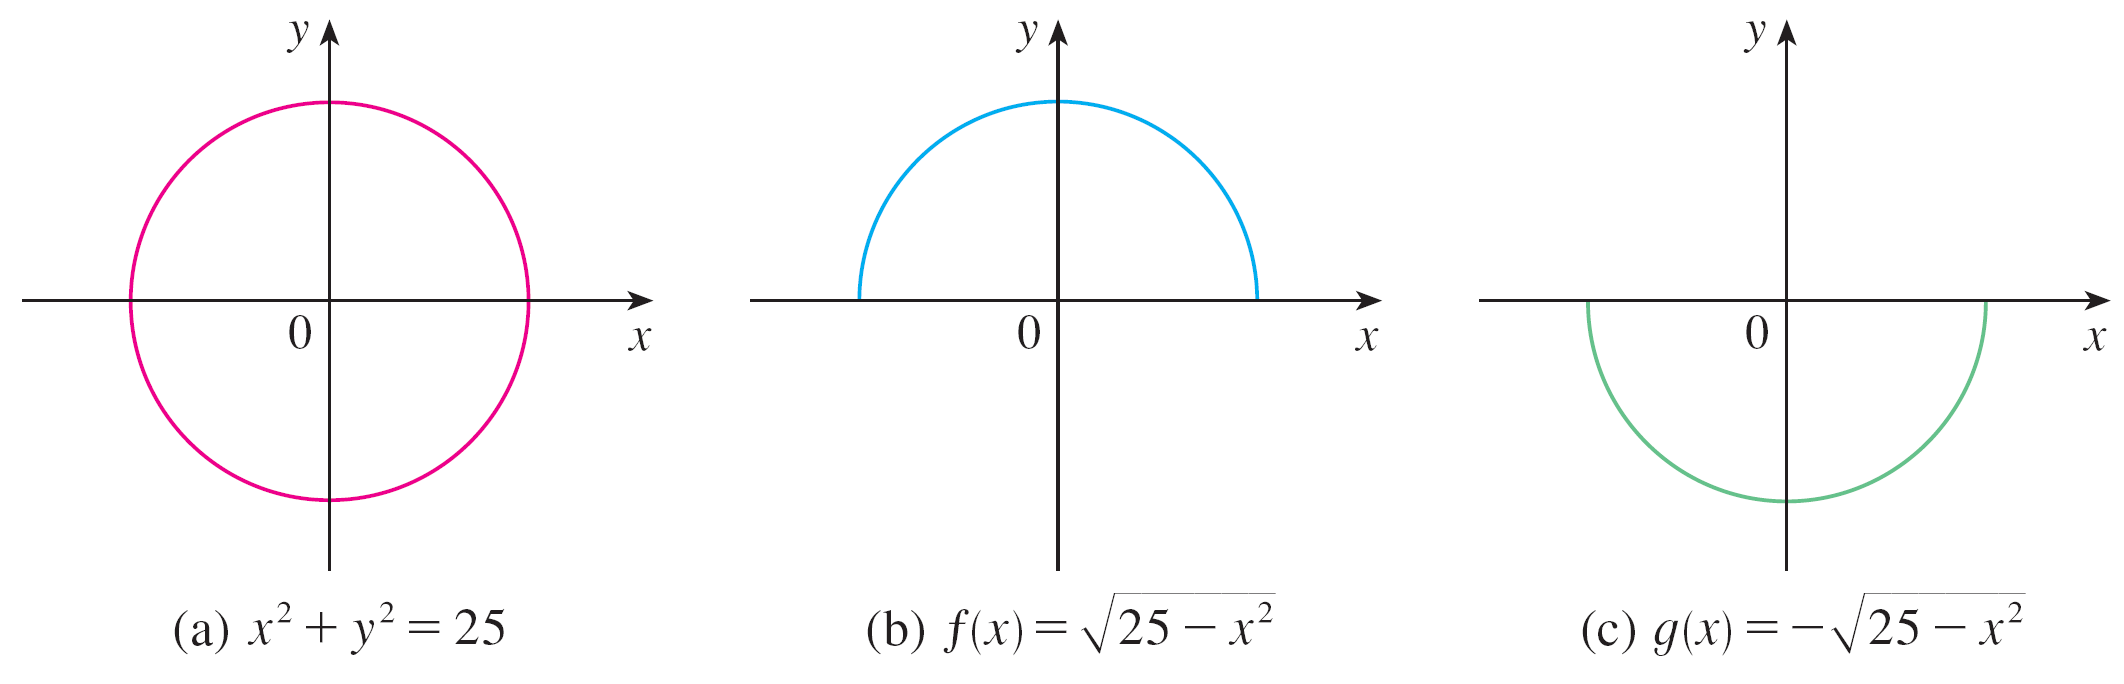 y
0
x
(a) x² + y² = 25
y
0
x
(b) f(x) = √(25 − x²)
y
0
x
(c) g(x) = −√(25 − x²)